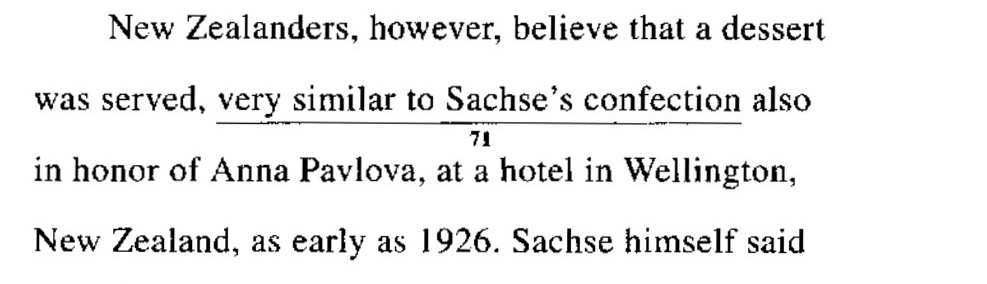 New Zealanders, however, believe that a dessert
was served, very similar to Sachse's confection also
71
in honor of Anna Pavlova, at a hotel in Wellington,
New Zealand, as early as 1926. Sachse himself said